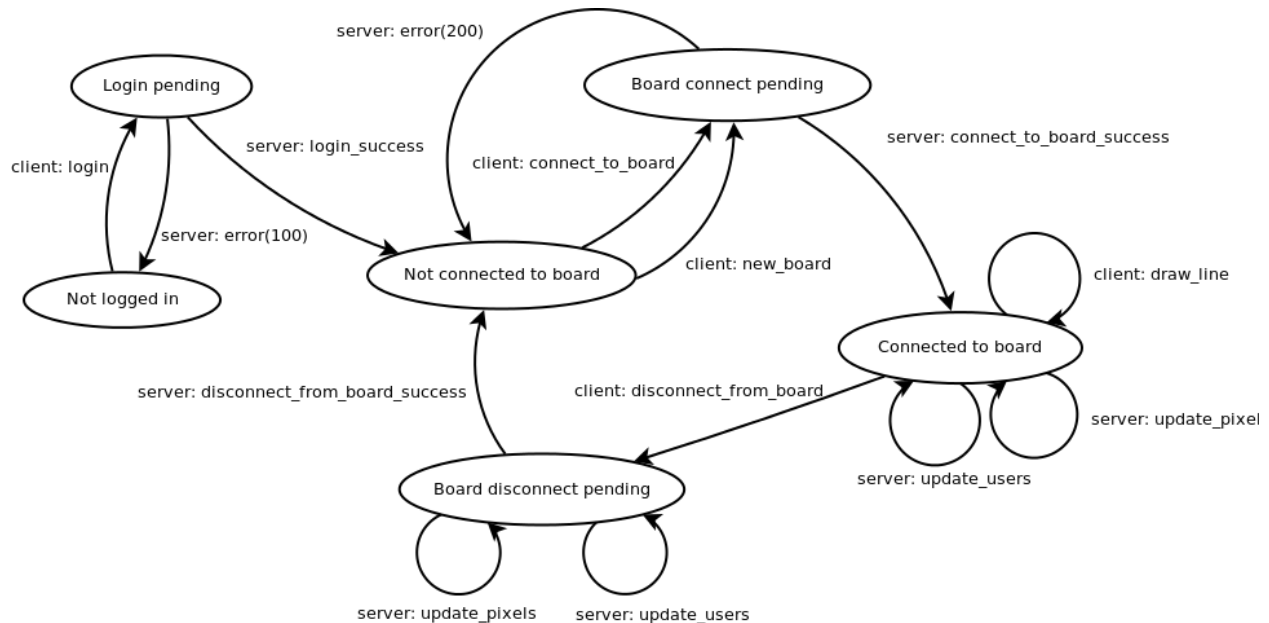 server: error(200)
Login pending
Board connect pending
server: login_success
server: connect_to_board_success
client: login
client: connect_to_board
server: error(100)
client: new_board
Not connected to board
client: draw_line
Not logged in
Connected to board
server: disconnect_from_board_success
client: disconnect_from_board
server: update_pixel
server: update_users
Board disconnect pending
server: update_pixels
server: update_users